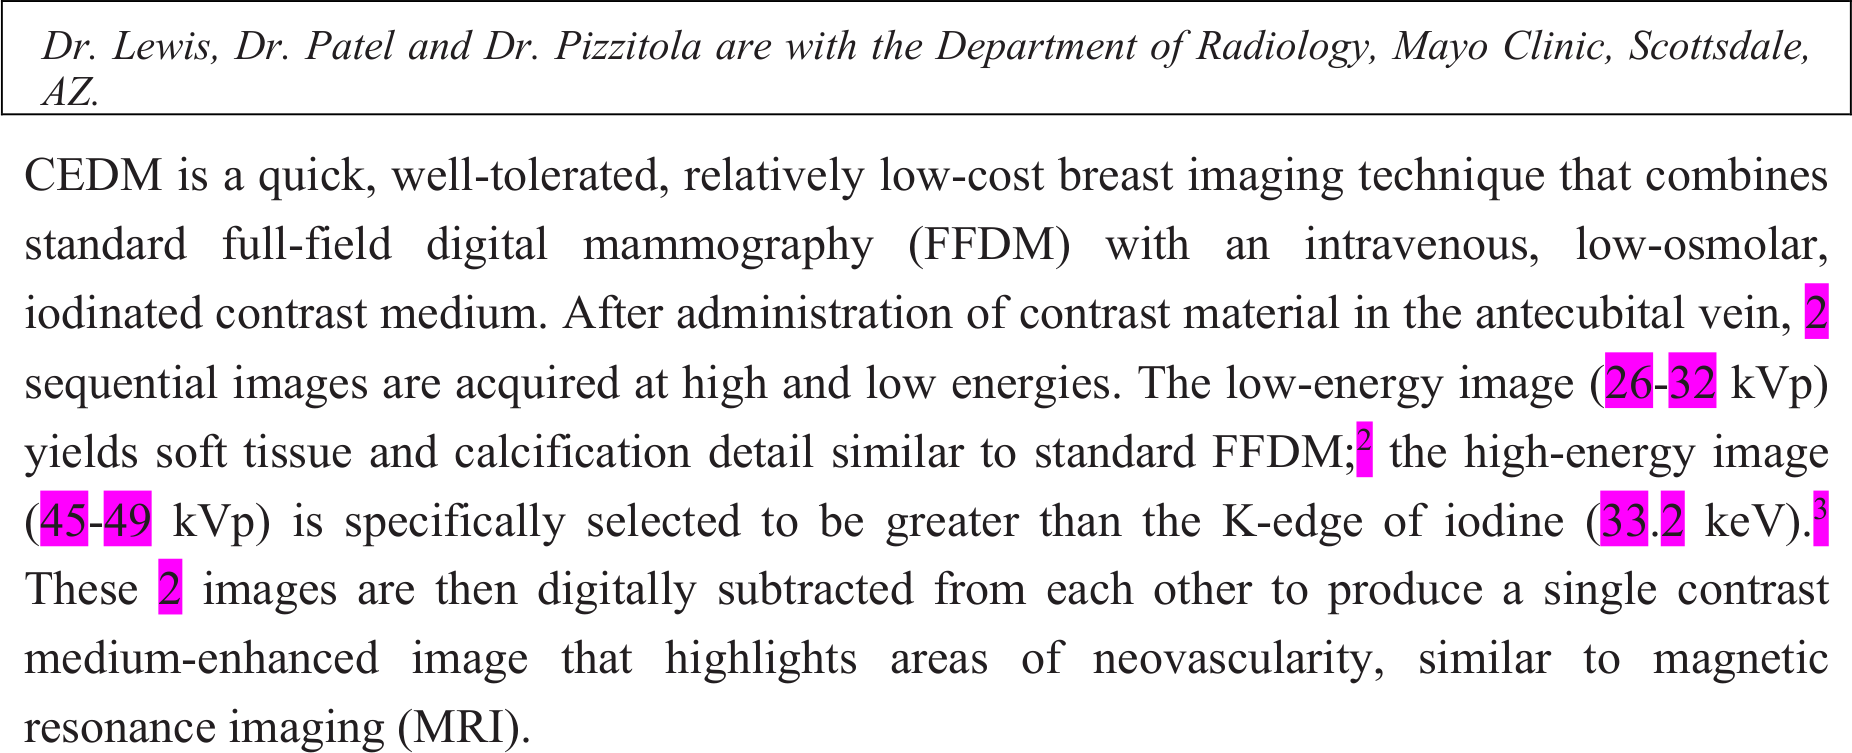 Dr. Lewis, Dr. Patel and Dr. Pizzitola are with the Department of Radiology, Mayo Clinic, Scottsdale,
AZ.
CEDM is a quick, well-tolerated, relatively low-cost breast imaging technique that combines
standard full-field digital mammography (FFDM) with an intravenous, low-osmolar,
iodinated contrast medium. After administration of contrast material in the antecubital vein, 2
sequential images are acquired at high and low energies. The low-energy image (26-32 kVp)
yields soft tissue and calcification detail similar to standard FFDM;2 the high-energy image
(45-49 kVp) is specifically selected to be greater than the K-edge of iodine (33.2 keV).3
These 2 images are then digitally subtracted from each other to produce a single contrast
medium-enhanced image that highlights areas of neovascularity, similar to magnetic
resonance imaging (MRI).